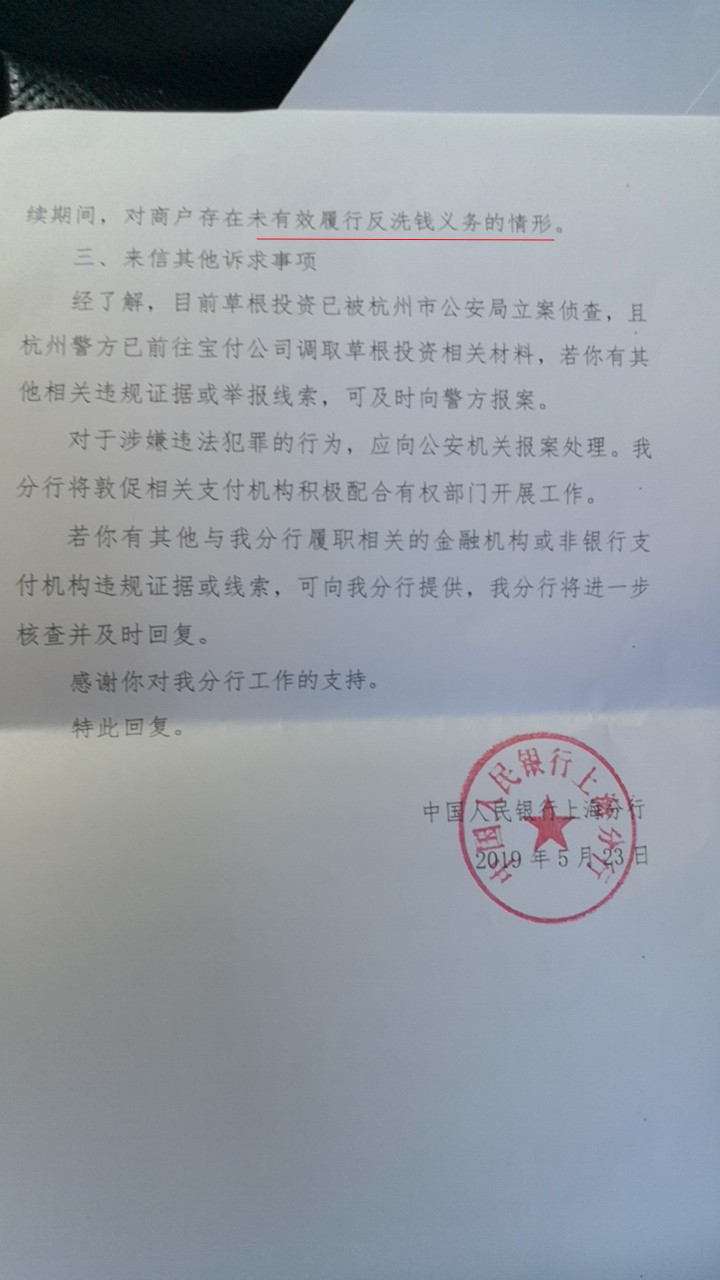 续期间，对商户存在未有效履行反洗钱义务的情形。
三、来信其他诉求事项
经了解，目前草根投资已被杭州市公安局立案侦查，且
杭州警方已前往宝付公司调取草根投资相关材料，若你有其
他相关违规证据或举报线索，可及时向警方报案。
对于涉嫌违法犯罪的行为，应向公安机关报案处理。我
分行将敦促相关支付机构积极配合有权部门开展工作。
若你有其他与我分行履职相关的金融机构或非银行支
付机构违规证据或线索，可向我分行提供，我分行将进一步
核查并及时回复。
感谢你对我分行工作的支持。
特此回复。
中国人民银行上海分行
2019 年 5 月 23 日
中国人民银行上海分行